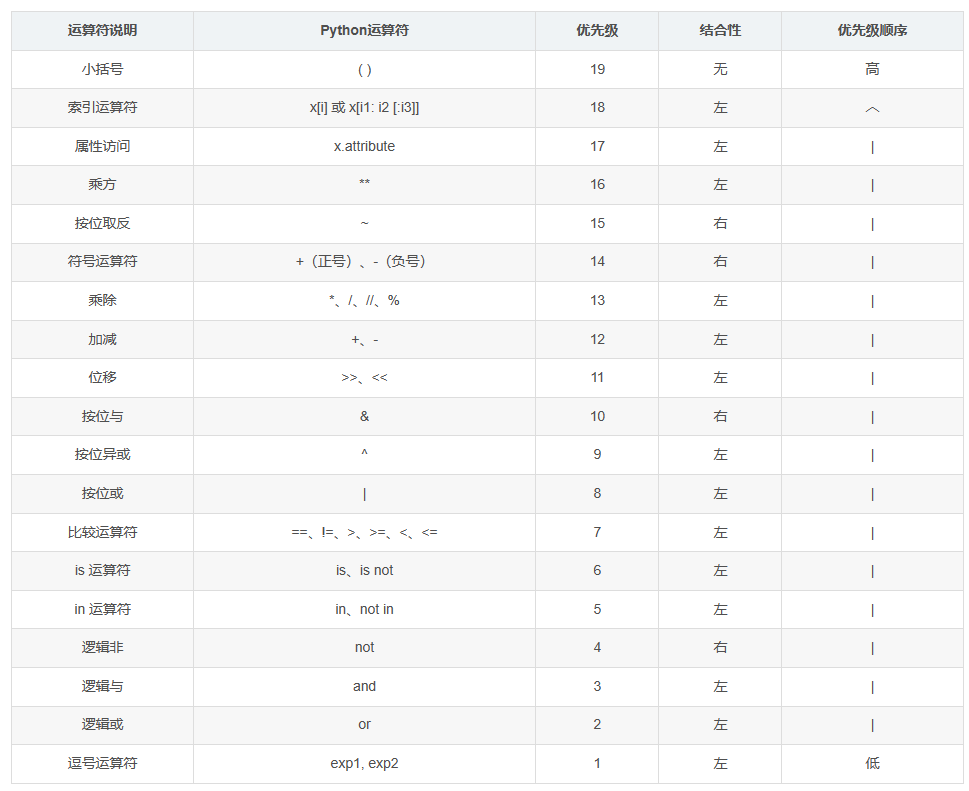 运算符说明 Python运算符 优先级 结合性 优先级顺序
小括号 ( ) 19 无 高
索引运算符 x[i] 或 x[i1: i2 [:i3]] 18 左 ︿
属性访问 x.attribute 17 左 |
乘方 ** 16 左 |
按位取反 ~ 15 右 |
符号运算符 +（正号）、-（负号） 14 右 |
乘除 *、/、//、% 13 左 |
加减 +、- 12 左 |
位移 >>、<< 11 左 |
按位与 & 10 右 |
按位异或 ^ 9 左 |
按位或 | 8 左 |
比较运算符 ==、!=、>、>=、<、<= 7 左 |
is 运算符 is、is not 6 左 |
in 运算符 in、not in 5 左 |
逻辑非 not 4 右 |
逻辑与 and 3 左 |
逻辑或 or 2 左 |
逗号运算符 exp1, exp2 1 左 低